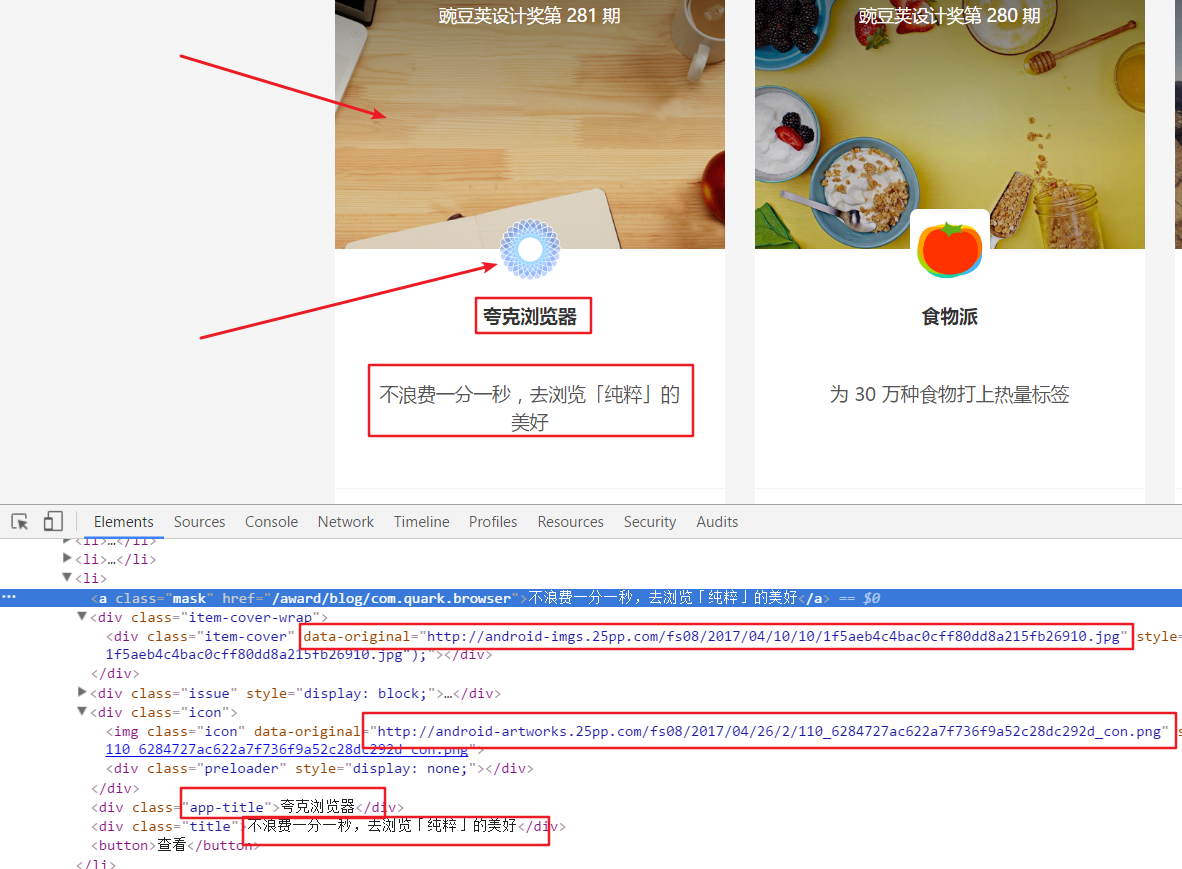 豌豆荚设计奖第 281 期
豌豆荚设计奖第 280 期
夸克浏览器
食物派
不浪费一分一秒，去浏览「纯粹」的
美好
为 30 万种食物打上热量标签
Elements Sources Console Network Timeline Profiles Resources Security Audits
<li>…</li>
<li>…</li>
<li>
<a class="mask" href="/award/blog/com.quark.browser">不浪费一分一秒，去浏览「纯粹」的美好</a> == $0
<div class="item-cover-wrap">
<div class="item-cover" data-original="http://android-imgs.25pp.com/fs08/2017/04/10/10/1f5aeb4c4bac0cff80dd8a215fb26910.jpg" style=
1f5aeb4c4bac0cff80dd8a215fb26910.jpg");"></div>
</div>
<div class="issue" style="display: block;">…</div>
<div class="icon">
<img class="icon" data-original="http://android-artworks.25pp.com/fs08/2017/04/26/2/110_6284727ac622a7f736f9a52c28dc292d_con.png" s
110_6284727ac622a7f736f9a52c28dc292d_con.png">
<div class="preloader" style="display: none;"></div>
</div>
<div class="app-title">夸克浏览器</div>
<div class="title">不浪费一分一秒，去浏览「纯粹」的美好</div>
<button>查看</button>
</li>